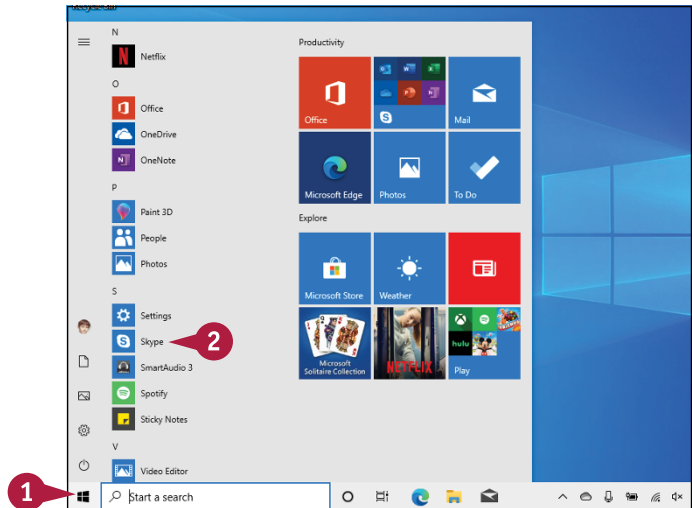 Recycle Bin
N
Netflix
O
Office
OneDrive
OneNote
P
Paint 3D
People
Photos
S
Settings
Skype
2
SmartAudio 3
Spotify
Sticky Notes
V
Video Editor
Productivity
Office
Mail
Microsoft Edge
Photos
To Do
Explore
Microsoft Store
Weather
Microsoft
Solitaire Collection
NETFLIX
hulu
Play
1
Start a search